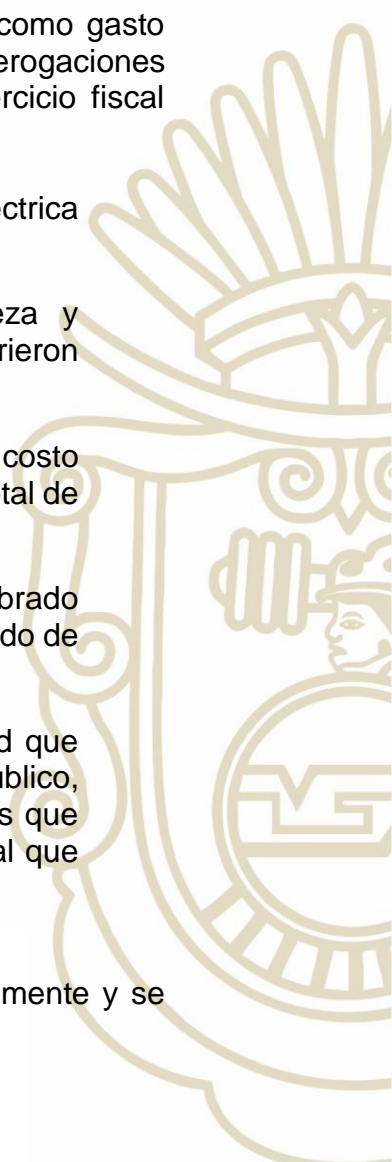 como gasto
erogaciones
ercicio fiscal
ctrica
eza y
rieron
costo
tal de
brado
do de
d que
blico,
s que
al que
mente y se